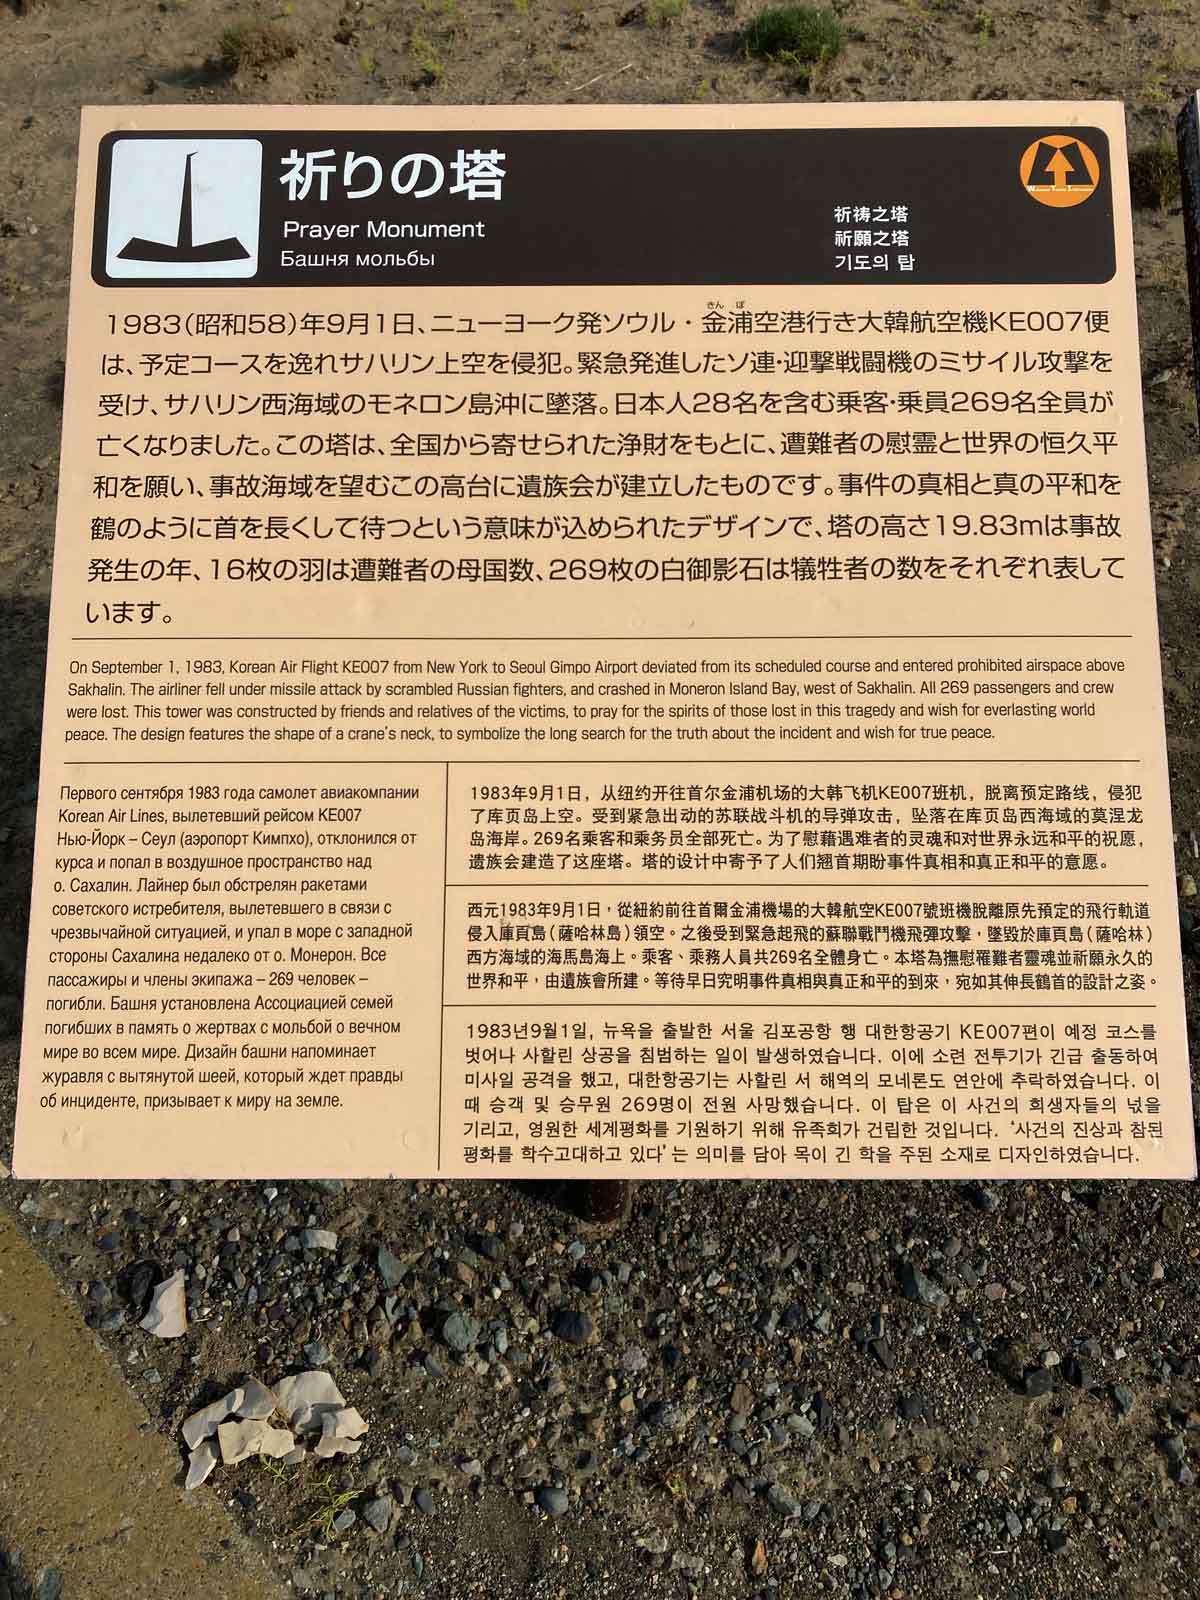 祈りの塔
Prayer Monument
Башня мольбы
祈祷之塔
祈願之塔
기도의 탑
きん ぽ
1983(昭和58)年9月1日、ニューヨーク発ソウル・金浦空港行き大韓航空機KE007便
は、予定コースを逸れサハリン上空を侵犯。緊急発進したソ連・迎撃戦闘機のミサイル攻撃を
受け、サハリン西海域のモネロン島沖に墜落。日本人28名を含む乗客・乗員269名全員が
亡くなりました。この塔は、全国から寄せられた浄財をもとに、遭難者の慰霊と世界の恒久平
和を願い、事故海域を望むこの高台に遺族会が建立したものです。事件の真相と真の平和を
鶴のように首を長くして待つという意味が込められたデザインで、塔の高さ19.83mは事故
発生の年、16枚の羽は遭難者の母国数、269枚の白御影石は犠牲者の数をそれぞれ表して
います。
On September 1, 1983, Korean Air Flight KE007 from New York to Seoul Gimpo Airport deviated from its scheduled course and entered prohibited airspace above
Sakhalin. The airliner fell under missile attack by scrambled Russian fighters, and crashed in Moneron Island Bay, west of Sakhalin. All 269 passengers and crew
were lost. This tower was constructed by friends and relatives of the victims, to pray for the spirits of those lost in this tragedy and wish for everlasting world
peace. The design features the shape of a crane's neck, to symbolize the long search for the truth about the incident and wish for true peace.
Первого сентября 1983 года самолет авиакомпании
Korean Air Lines, вылетевший рейсом KE007
Нью-Йорк – Сеул (аэропорт Кимпхо), отклонился от
курса и попал в воздушное пространство над
о. Сахалин. Лайнер был обстрелян ракетами
советского истребителя, вылетевшего в связи с
чрезвычайной ситуацией, и упал в море с западной
стороны Сахалина недалеко от о. Монерон. Все
пассажиры и члены экипажа – 269 человек –
погибли. Башня установлена Ассоциацией семей
погибших в память о жертвах с мольбой о вечном
мире во всем мире. Дизайн башни напоминает
журавля с вытянутой шеей, который ждет правды
об инциденте, призывает к миру на земле.
1983年9月1日，从纽约开往首尔金浦机场的大韩飞机KE007班机，脱离预定路线，侵犯
了库页岛上空。受到紧急出动的苏联战斗机的导弹攻击，坠落在库页岛西海域的莫涅龙
岛海岸。269名乘客和乘务员全部死亡。为了慰藉遇难者的灵魂和对世界永远和平的祝愿，
遗族会建造了这座塔。塔的设计中寄予了人们翘首期盼事件真相和真正和平的意愿。
西元1983年9月1日，從紐約前往首爾金浦機場的大韓航空KE007號班機脫離原先預定的飛行軌道
侵入庫頁島（薩哈林島）領空。之後受到緊急起飛的蘇聯戰鬥機飛彈攻擊，墜毀於庫頁島（薩哈林）
西方海域的海馬島海上。乘客、乘務人員共269名全體身亡。本塔為撫慰罹難者靈魂並祈願永久的
世界和平，由遺族會所建。等待早日究明事件真相與真正和平的到來，宛如其伸長鶴首的設計之姿。
1983년9월1일, 뉴욕을 출발한 서울 김포공항 행 대한항공기 KE007편이 예정 코스를
벗어나 사할린 상공을 침범하는 일이 발생하였습니다. 이에 소련 전투기가 긴급 출동하여
미사일 공격을 했고, 대한항공기는 사할린 서 해역의 모네론도 연안에 추락하였습니다. 이
때 승객 및 승무원 269명이 전원 사망했습니다. 이 탑은 이 사건의 희생자들의 넋을
기리고, 영원한 세계평화를 기원하기 위해 유족회가 건립한 것입니다. '사건의 진상과 참된
평화를 학수고대하고 있다'는 의미를 담아 목이 긴 학을 주된 소재로 디자인하였습니다.